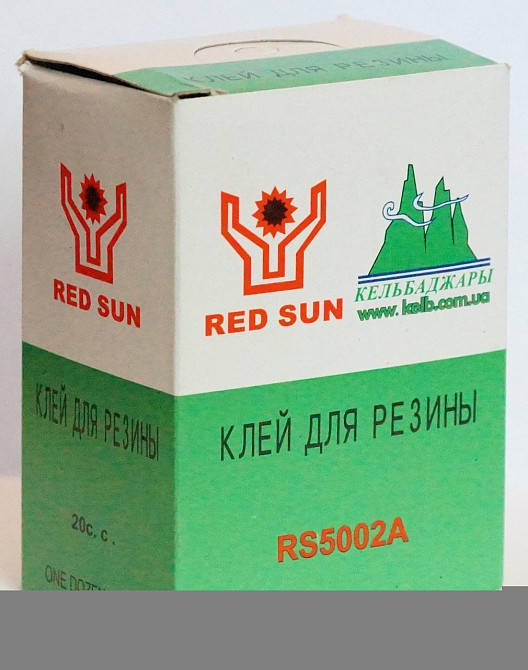 КЛЕЙ ДЛЯ РЕЗИНЫ
RED SUN
RED SUN
КЕЛЬБАДЖАРЫ
www.kelb.com.ua
КЛЕЙ ДЛЯ РЕЗИНЫ
20c. c .
ONE
КЛЕЙ ДЛЯ РЕЗИНЫ
RS5002A